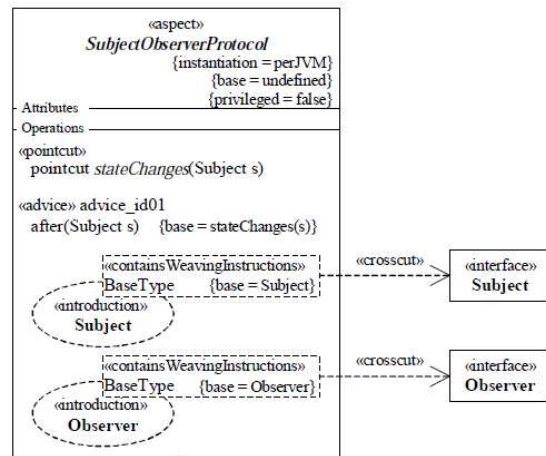 «aspect»
SubjectObserverProtocol
{instantiation = perJVM}
{base = undefined}
{privileged = false}
Attributes
Operations
«pointcut»
pointcut stateChanges(Subject s)
«advice» advice_id01
after(Subject s) {base = stateChanges(s)}
«containsWeavingInstructions»
BaseType {base = Subject}
«introduction»
Subject
«crosscut»
«interface»
Subject
«containsWeavingInstructions»
BaseType {base = Observer}
«introduction»
Observer
«crosscut»
«interface»
Observer